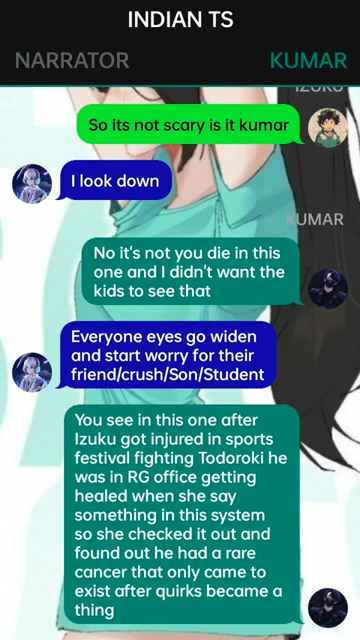 INDIAN TS
NARRATOR
KUMAR
IZUKU
So its not scary is it kumar
I look down
KUMAR
No it's not you die in this
one and I didn't want the
kids to see that
Everyone eyes go widen
and start worry for their
friend/crush/Son/Student
You see in this one after
Izuku got injured in sports
festival fighting Todoroki he
was in RG office getting
healed when she say
something in this system
so she checked it out and
found out he had a rare
cancer that only came to
exist after quirks became a
thing